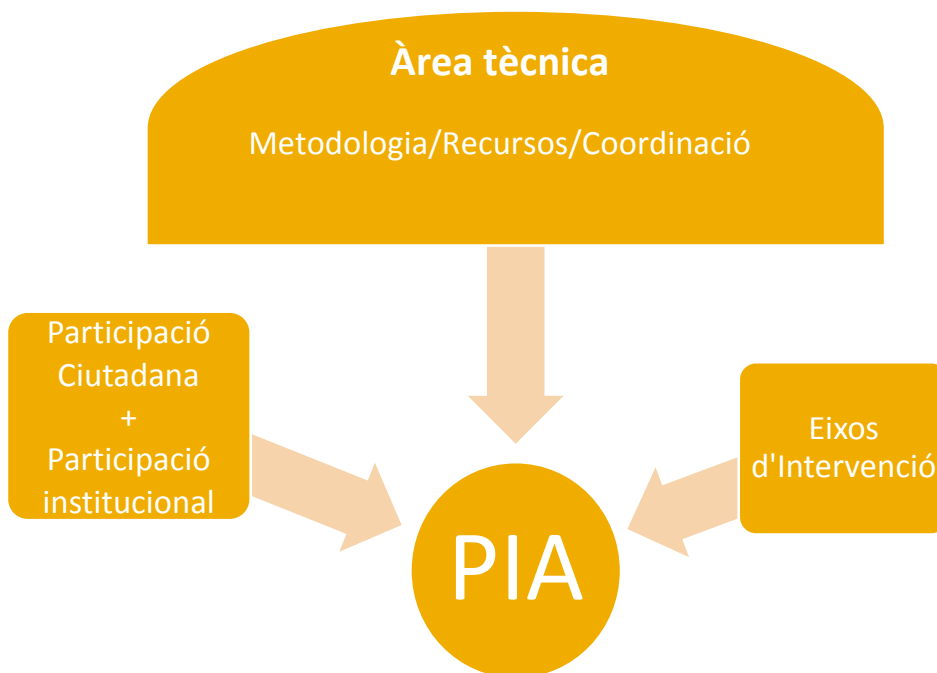 Àrea tècnica
Metodologia/Recursos/Coordinació
Participació
Ciutadana
+
Participació
institucional
Eixos
d'Intervenció
PIA